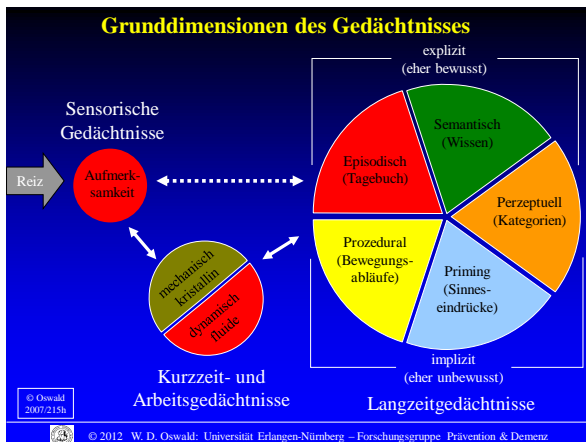 Grunddimensionen des Gedächtnisses
explizit
(eher bewusst)
Sensorische
Gedächtnisse
Reiz
Aufmerk-
samkeit
Semantisch
(Wissen)
Episodisch
(Tagebuch)
Perzeptuell
(Kategorien)
Prozedural
(Bewegungs-
abläufe)
Priming
(Sinnes-
eindrücke)
mechanisch
kristallin
dynamisch
fluide
implizit
(eher unbewusst)
Kurzzeit- und
Arbeitsgedächtnisse
Langzeitgedächtnisse
© Oswald
2007/215h
© 2012 W. D. Oswald: Universität Erlangen-Nürnberg – Forschungsgruppe Prävention & Demenz